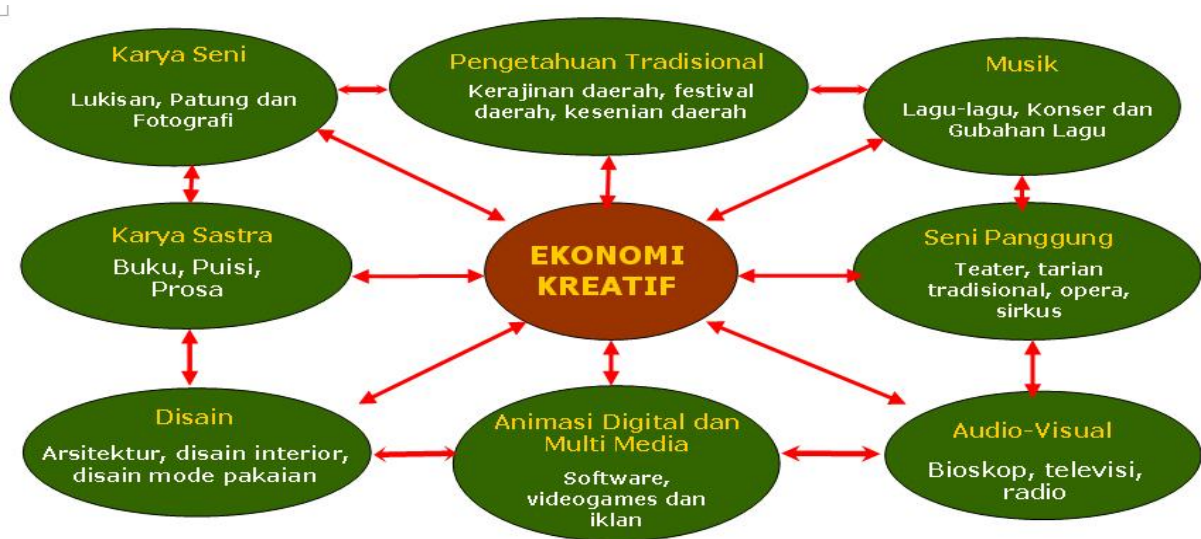 Karya Seni
Lukisan, Patung dan
Fotografi
Pengetahuan Tradisional
Kerajinan daerah, festival
daerah, kesenian daerah
Musik
Lagu-lagu, Konser dan
Gubahan Lagu
Karya Sastra
Buku, Puisi,
Prosa
EKONOMI
KREATIF
Seni Panggung
Teater, tarian
tradisional, opera,
sirkus
Disain
Arsitektur, disain interior,
disain mode pakaian
Animasi Digital dan
Multi Media
Software,
videogames dan
iklan
Audio-Visual
Bioskop, televisi,
radio